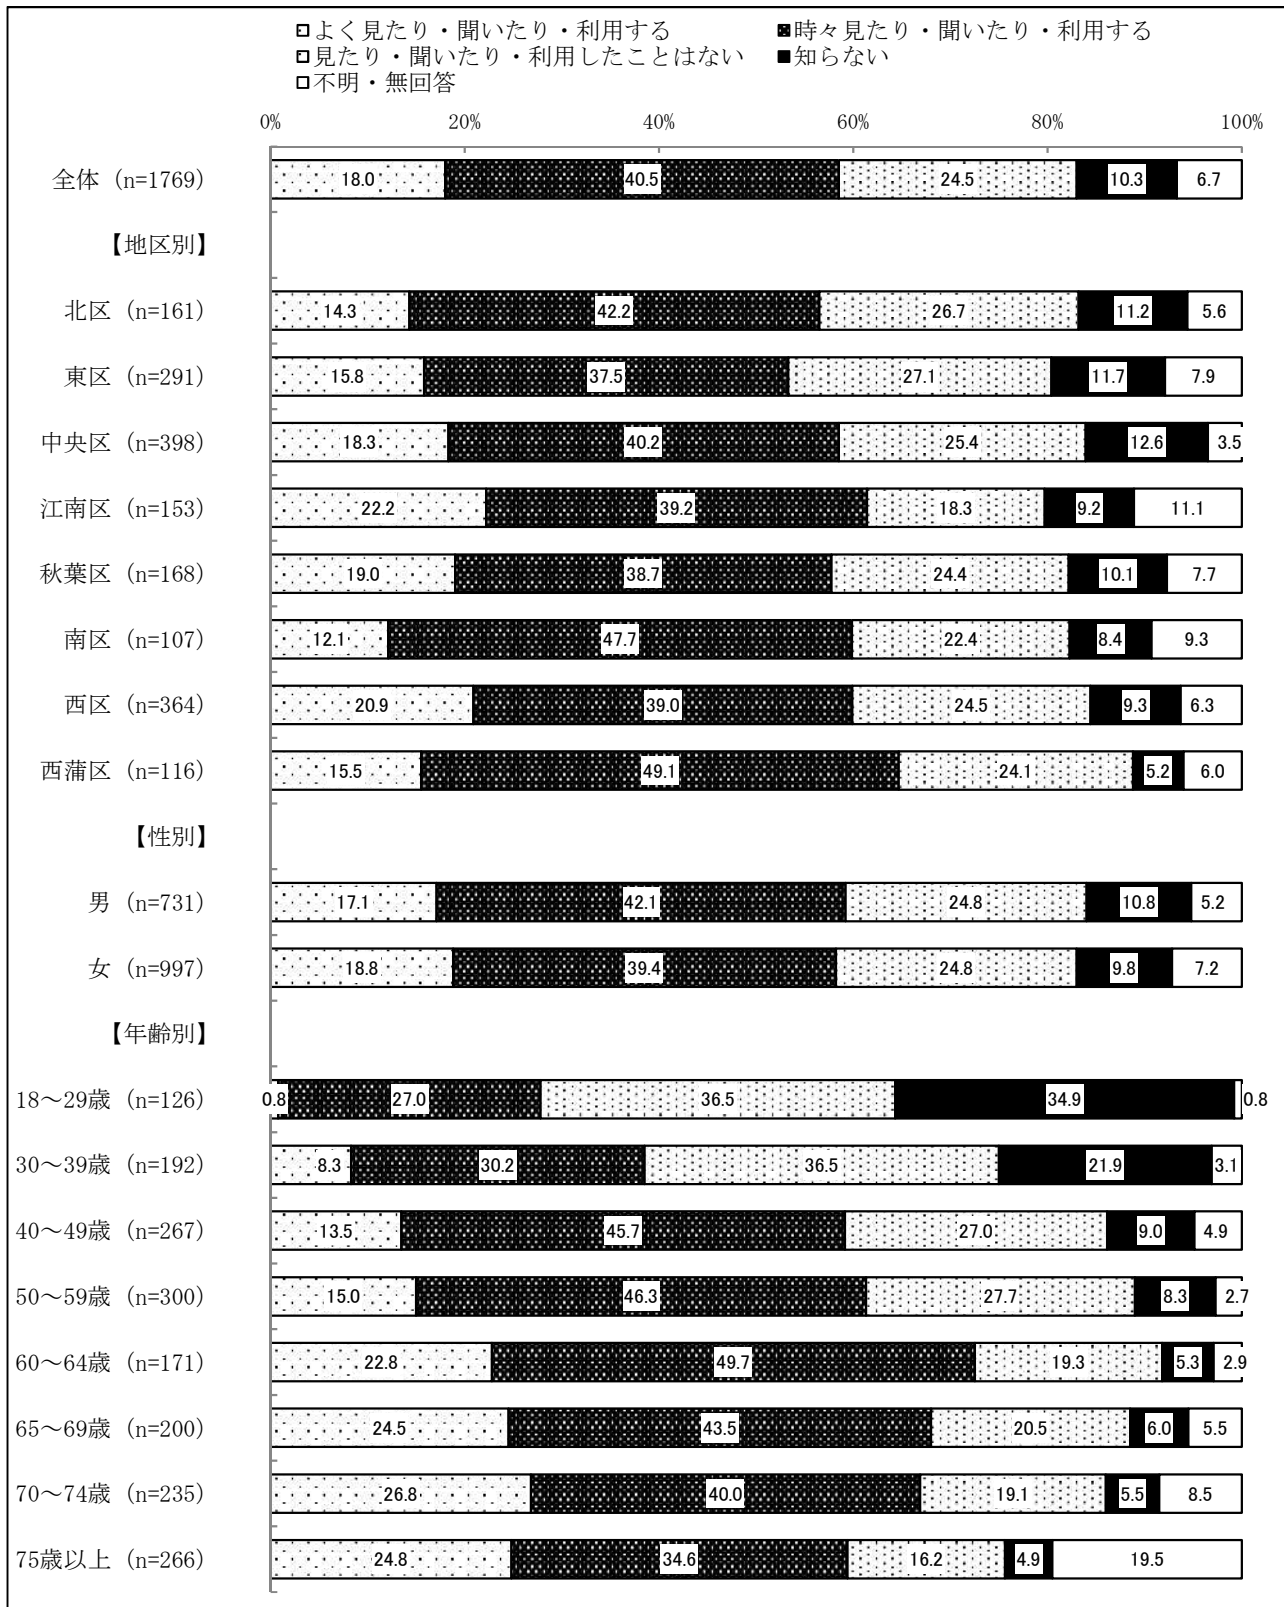 よく見たり・聞いたり・利用する 時々見たり・聞いたり・利用する
見たり・聞いたり・利用したことはない 知らない
不明・無回答
0% 20% 40% 60% 80% 100%
全体 (n=1769) 18.0 40.5 24.5 10.3 6.7
【地区別】
北区 (n=161) 14.3 42.2 26.7 11.2 5.6
東区 (n=291) 15.8 37.5 27.1 11.7 7.9
中央区 (n=398) 18.3 40.2 25.4 12.6 3.5
江南区 (n=153) 22.2 39.2 18.3 9.2 11.1
秋葉区 (n=168) 19.0 38.7 24.4 10.1 7.7
南区 (n=107) 12.1 47.7 22.4 8.4 9.3
西区 (n=364) 20.9 39.0 24.5 9.3 6.3
西蒲区 (n=116) 15.5 49.1 24.1 5.2 6.0
【性別】
男 (n=731) 17.1 42.1 24.8 10.8 5.2
女 (n=997) 18.8 39.4 24.8 9.8 7.2
【年齢別】
18～29歳 (n=126) 0.8 27.0 36.5 34.9 0.8
30～39歳 (n=192) 8.3 30.2 36.5 21.9 3.1
40～49歳 (n=267) 13.5 45.7 27.0 9.0 4.9
50～59歳 (n=300) 15.0 46.3 27.7 8.3 2.7
60～64歳 (n=171) 22.8 49.7 19.3 5.3 2.9
65～69歳 (n=200) 24.5 43.5 20.5 6.0 5.5
70～74歳 (n=235) 26.8 40.0 19.1 5.5 8.5
75歳以上 (n=266) 24.8 34.6 16.2 4.9 19.5